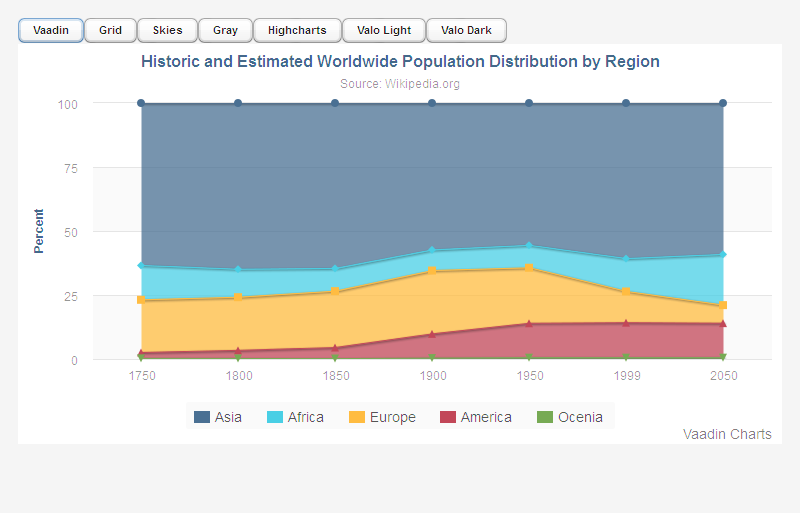 Vaadin Grid Skies Gray Highcharts Valo Light Valo Dark
Historic and Estimated Worldwide Population Distribution by Region
Source: Wikipedia.org
Percent
100
75
50
25
0
1750 1800 1850 1900 1950 1999 2050
Asia Africa Europe America Ocenia
Vaadin Charts